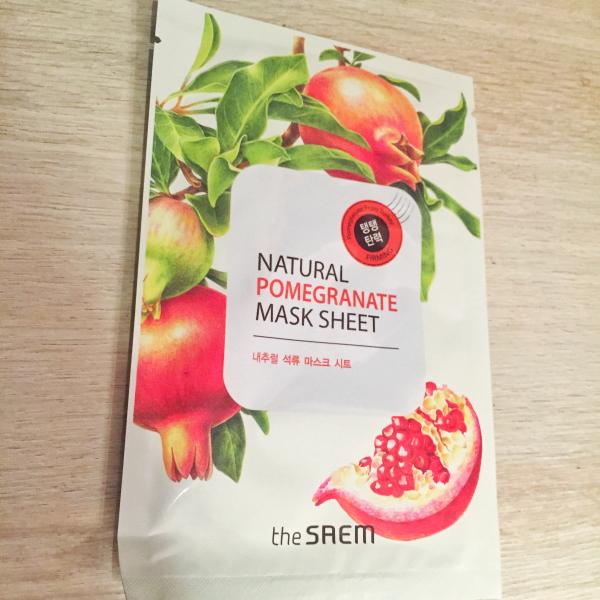 탱탱
탄력
FIRMING
NATURAL
POMEGRANATE
MASK SHEET
내추럴 석류 마스크 시트
the SAEM